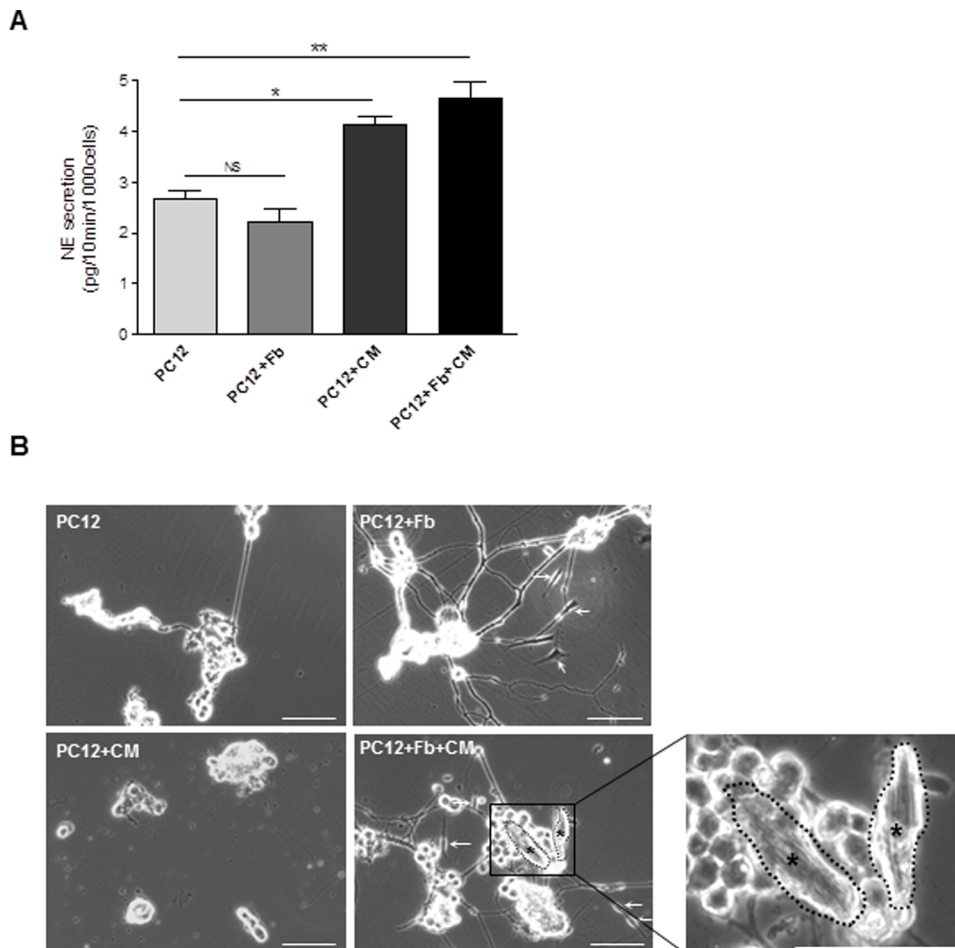 A
**
*
NS
NE secretion
(pg/10min/1000cells)
5
4
3
2
1
0
PC12
PC12+Fb
PC12+CM
PC12+Fb+CM
B
PC12
PC12+Fb
PC12+CM
PC12+Fb+CM
*
*
*
*